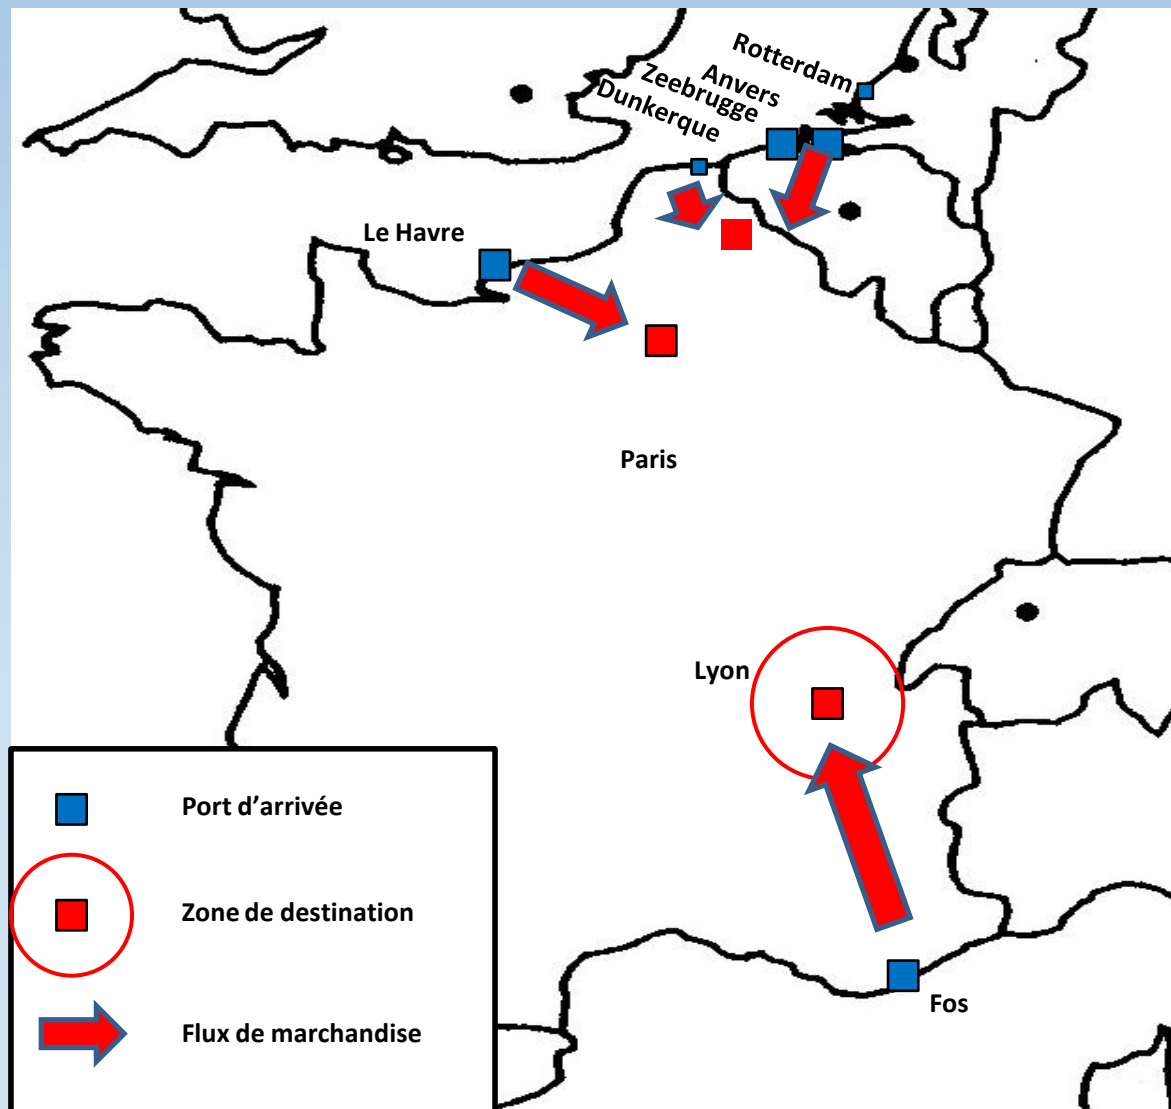 Rotterdam
Anvers
Zeebrugge
Dunkerque
Le Havre
Paris
Lyon
Port d’arrivée
Zone de destination
Fos
Flux de marchandise